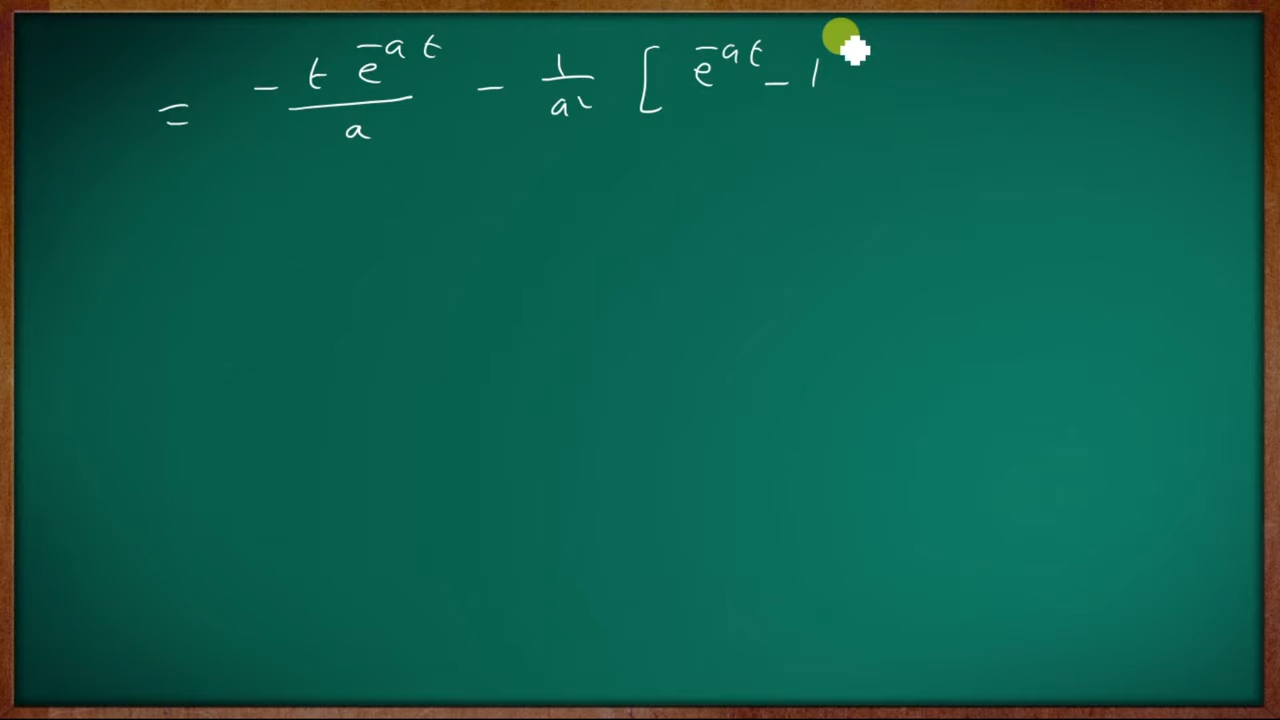 = - t e^{-at} / a - 1/a² [ e^{-at} - 1